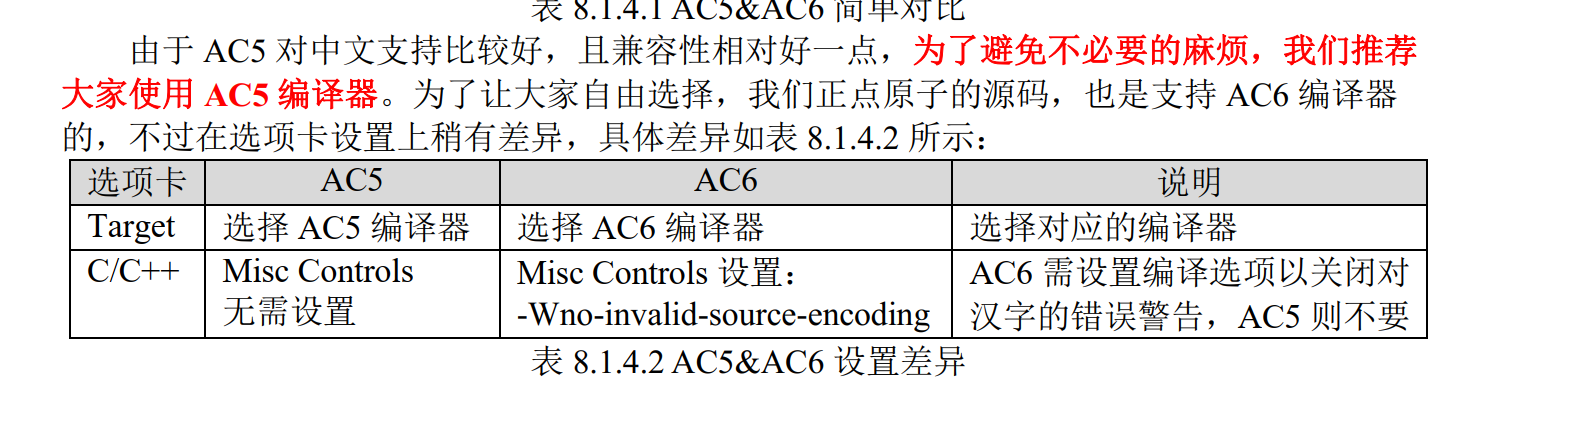 表 8.1.4.1 AC5&AC6 简单对比
由于 AC5 对中文支持比较好，且兼容性相对好一点，为了避免不必要的麻烦，我们推荐
大家使用 AC5 编译器。为了让大家自由选择，我们正点原子的源码，也是支持 AC6 编译器
的，不过在选项卡设置上稍有差异，具体差异如表 8.1.4.2 所示：
选项卡 AC5 AC6 说明
Target 选择 AC5 编译器 选择 AC6 编译器 选择对应的编译器
C/C++ Misc Controls Misc Controls 设置： AC6 需设置编译选项以关闭对
无需设置 -Wno-invalid-source-encoding 汉字的错误警告，AC5 则不要
表 8.1.4.2 AC5&AC6 设置差异